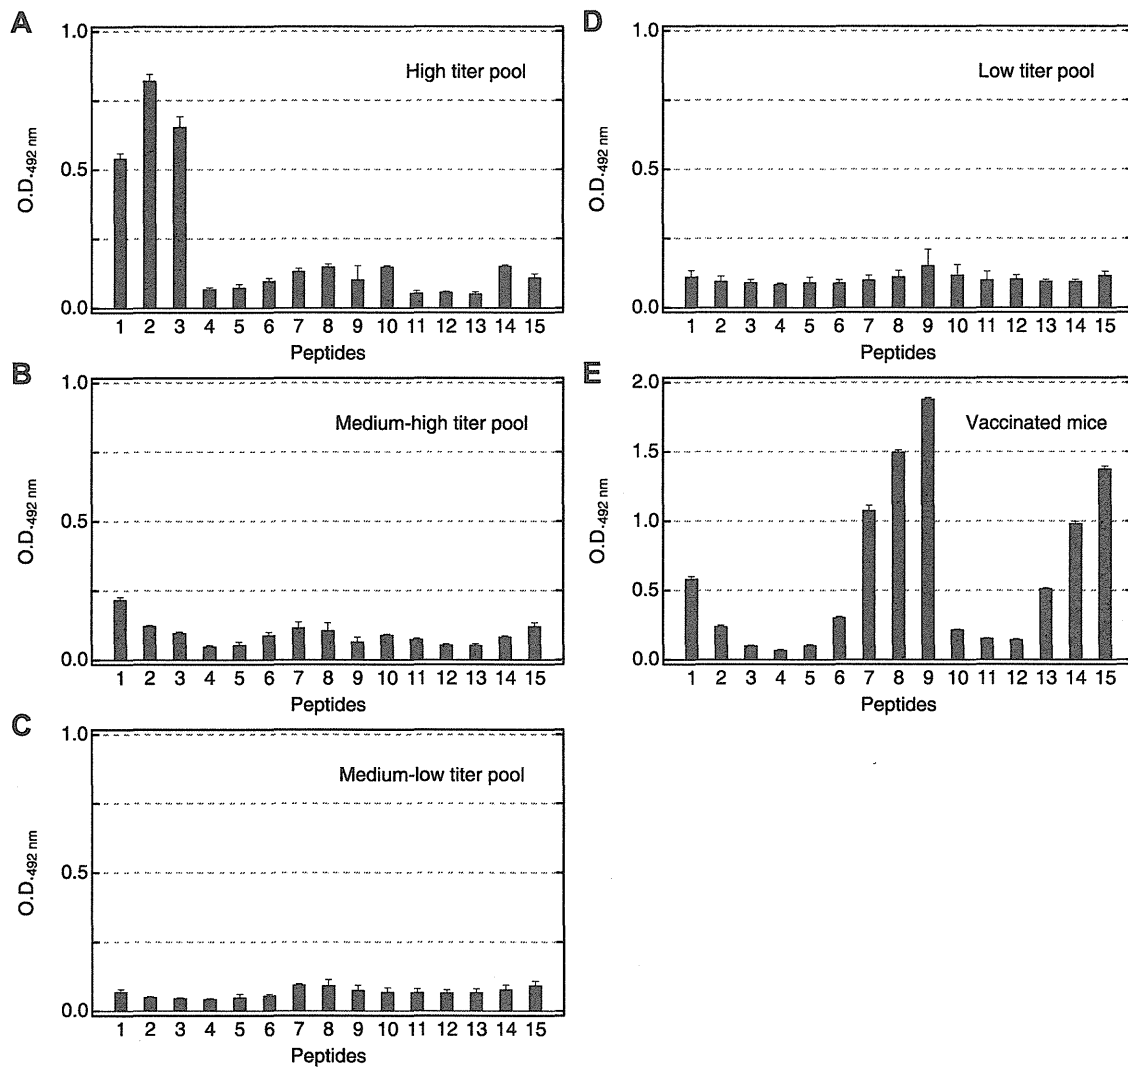 A
1.0
High titer pool
0.5
O.D.492 nm
0.0
1 2 3 4 5 6 7 8 9 10 11 12 13 14 15
Peptides
B
1.0
Medium-high titer pool
0.5
O.D.492 nm
0.0
1 2 3 4 5 6 7 8 9 10 11 12 13 14 15
Peptides
C
1.0
Medium-low titer pool
0.5
O.D.492 nm
0.0
1 2 3 4 5 6 7 8 9 10 11 12 13 14 15
Peptides
D
1.0
Low titer pool
0.5
O.D.492 nm
0.0
1 2 3 4 5 6 7 8 9 10 11 12 13 14 15
Peptides
E
2.0
Vaccinated mice
1.5
1.0
O.D.492 nm
0.5
0.0
1 2 3 4 5 6 7 8 9 10 11 12 13 14 15
Peptides